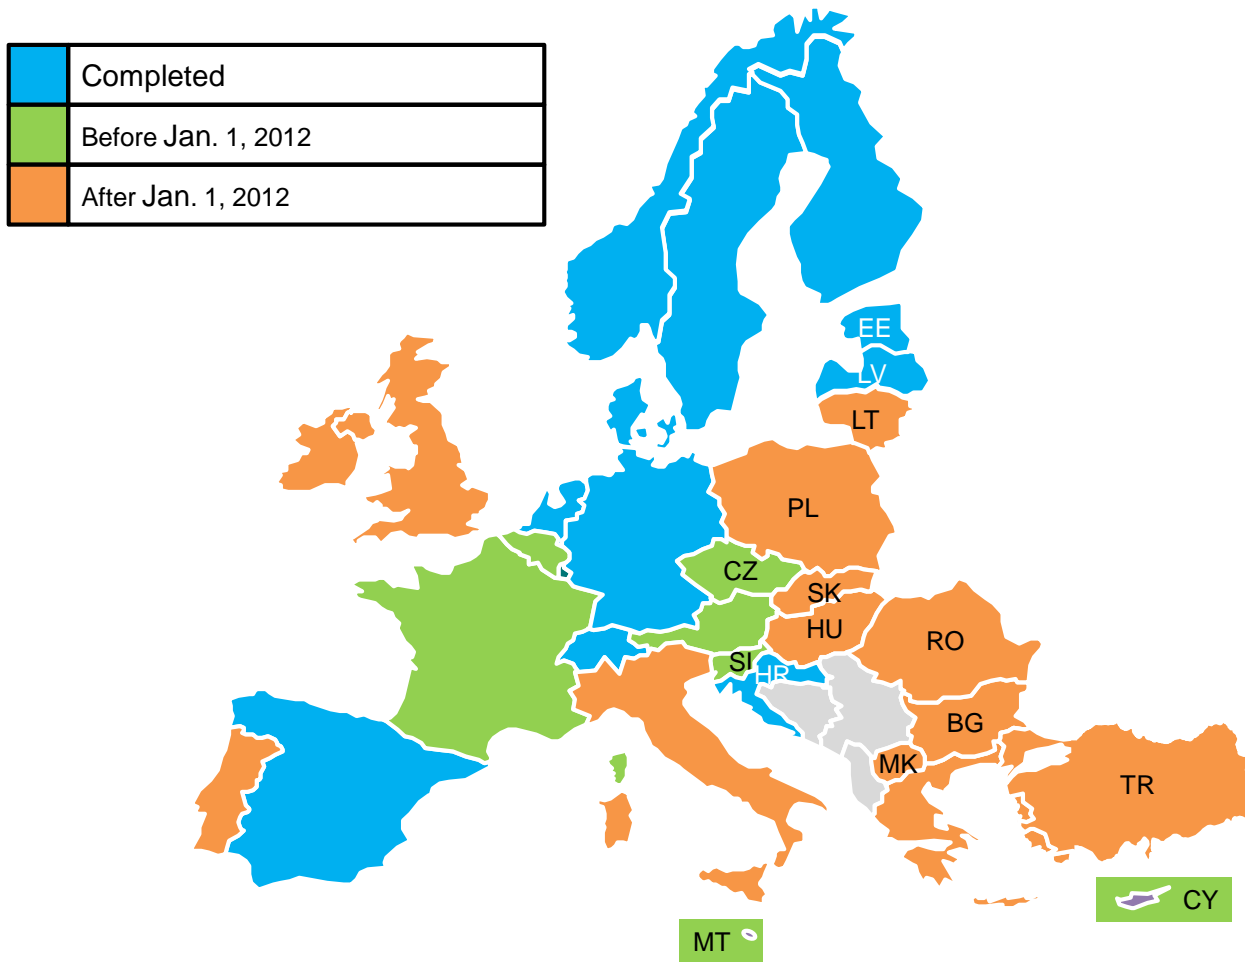 Completed
Before Jan. 1, 2012
After Jan. 1, 2012
EE
LV
LT
PL
CZ
SK
HU
RO
SI
HR
BG
MK
TR
CY
MT